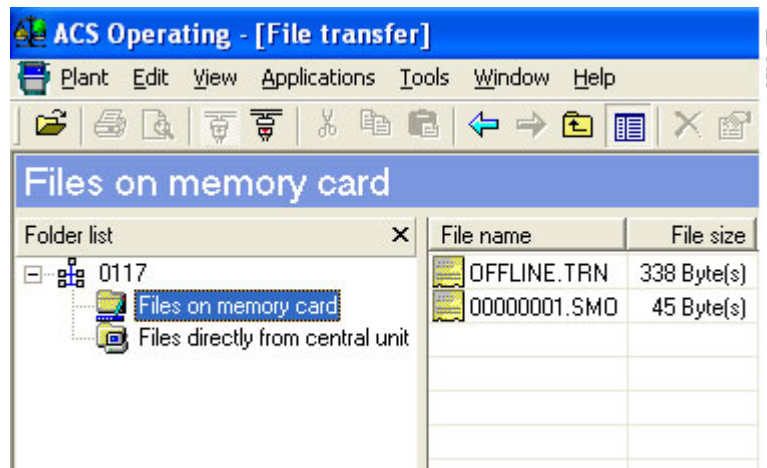 ACS Operating - [File transfer]
Plant Edit View Applications Tools Window Help
Files on memory card
Folder list
File name File size
0117
Files on memory card
Files directly from central unit
OFFLINE.TRN 338 Byte(s)
00000001.SMO 45 Byte(s)